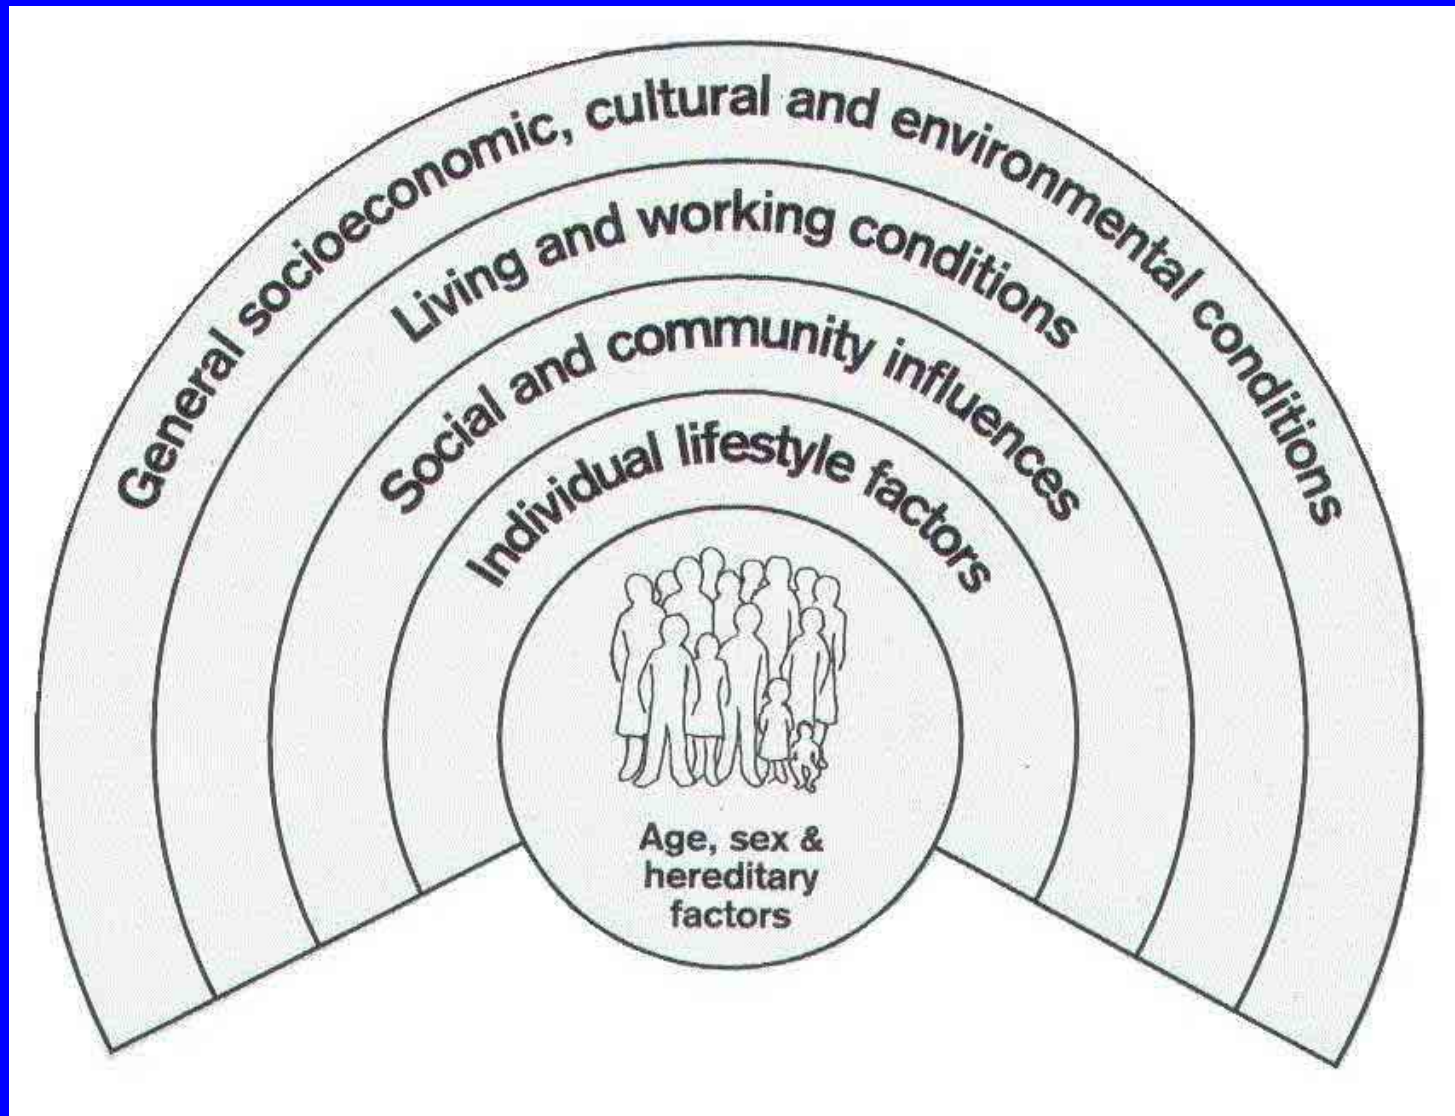 General socioeconomic, cultural and environmental conditions
Living and working conditions
Social and community influences
Individual lifestyle factors
Age, sex &
hereditary
factors